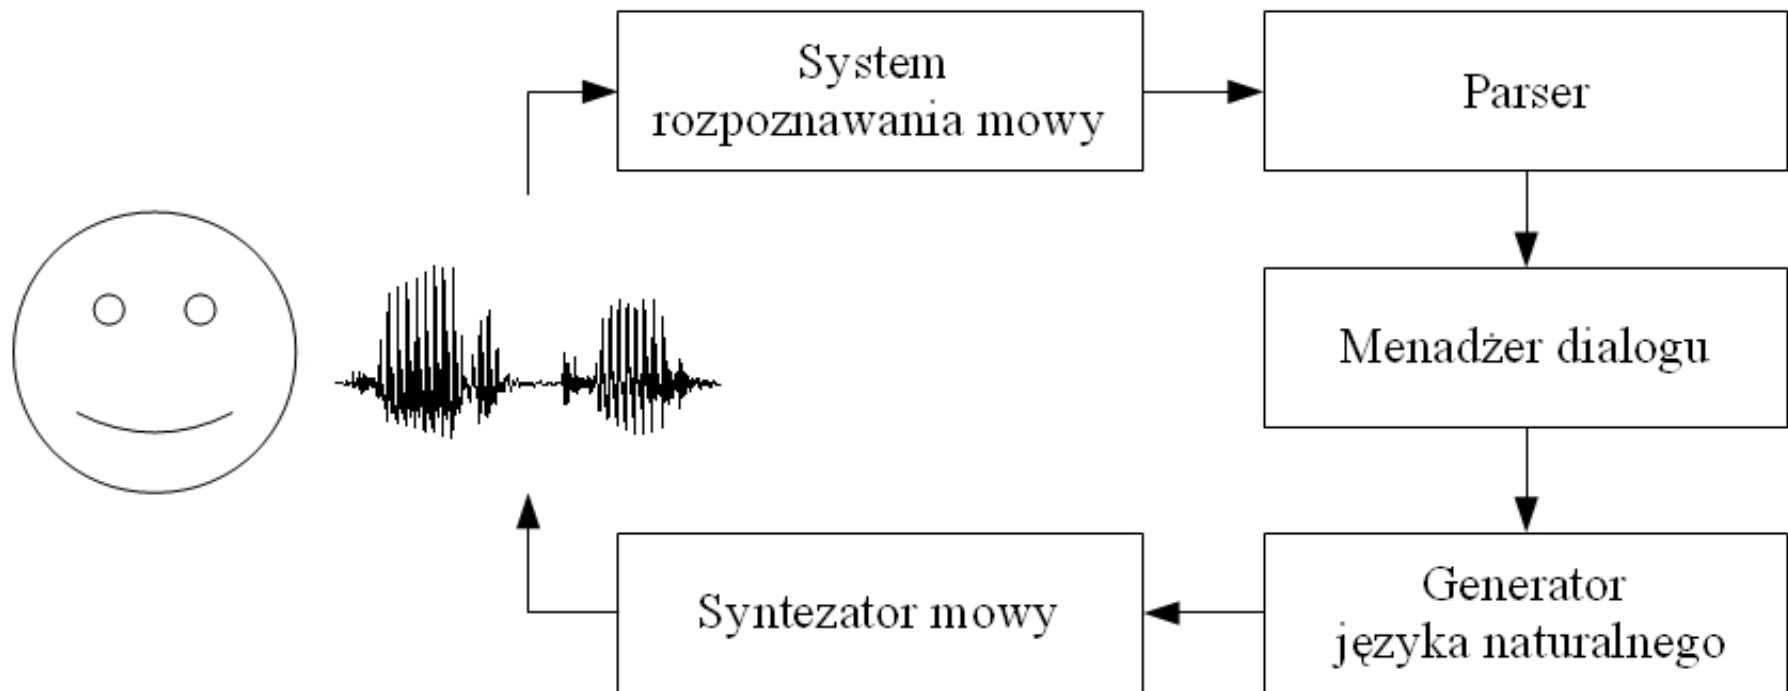 System
rozpoznawania mowy
Parser
Menadżer dialogu
Generator
języka naturalnego
Syntezator mowy